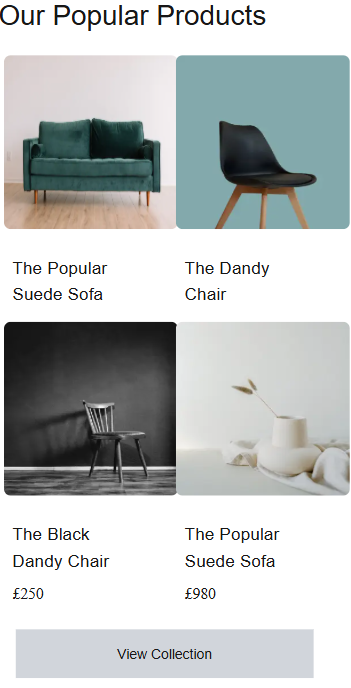 Our Popular Products
The Popular
Suede Sofa
The Dandy
Chair
The Black
Dandy Chair
£250
The Popular
Suede Sofa
£980
View Collection